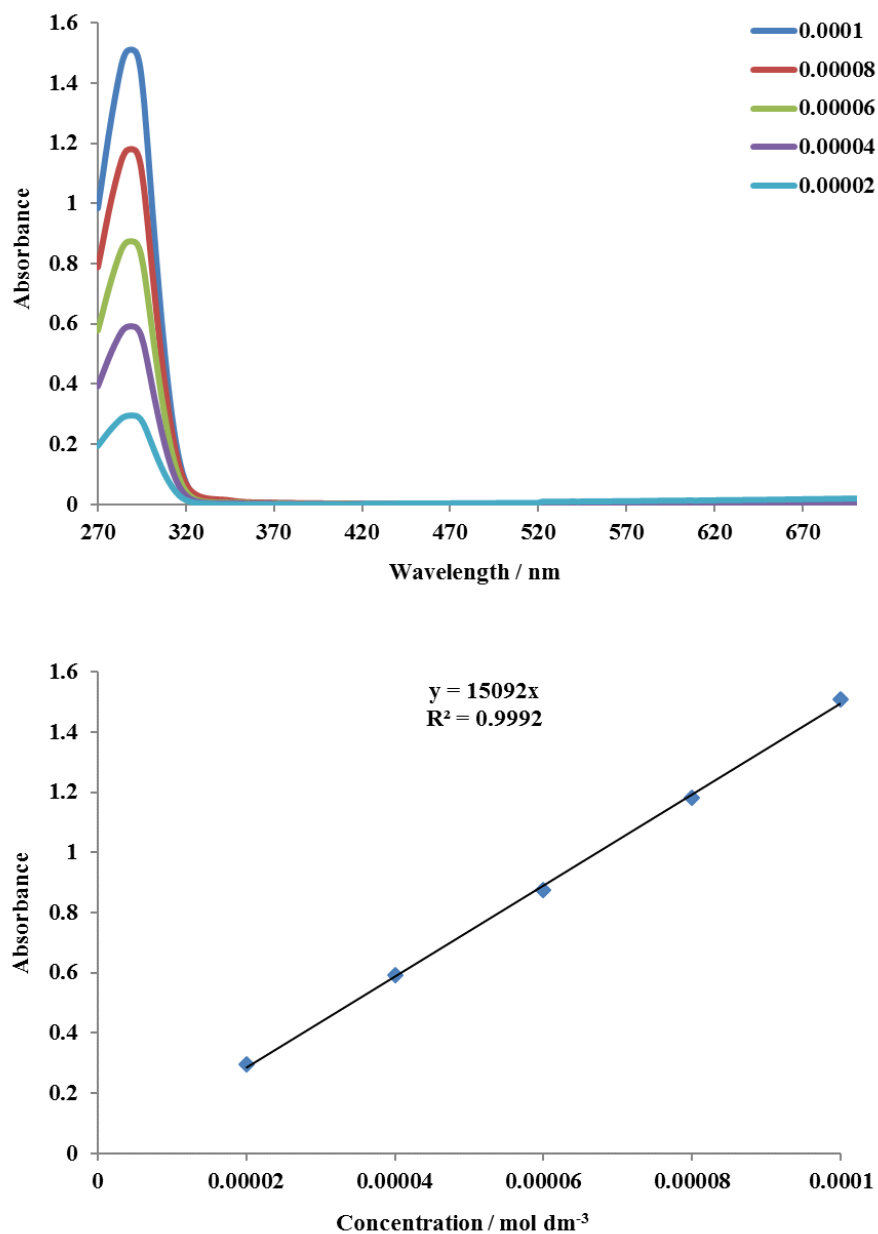 1.6
1.4
1.2
1
0.8
0.6
0.4
0.2
0
Absorbance
270 320 370 420 470 520 570 620 670
Wavelength / nm
0.0001
0.00008
0.00006
0.00004
0.00002
1.6
1.4
1.2
1
0.8
0.6
0.4
0.2
0
Absorbance
y = 15092x
R² = 0.9992
0 0.00002 0.00004 0.00006 0.00008 0.0001
Concentration / mol dm⁻³